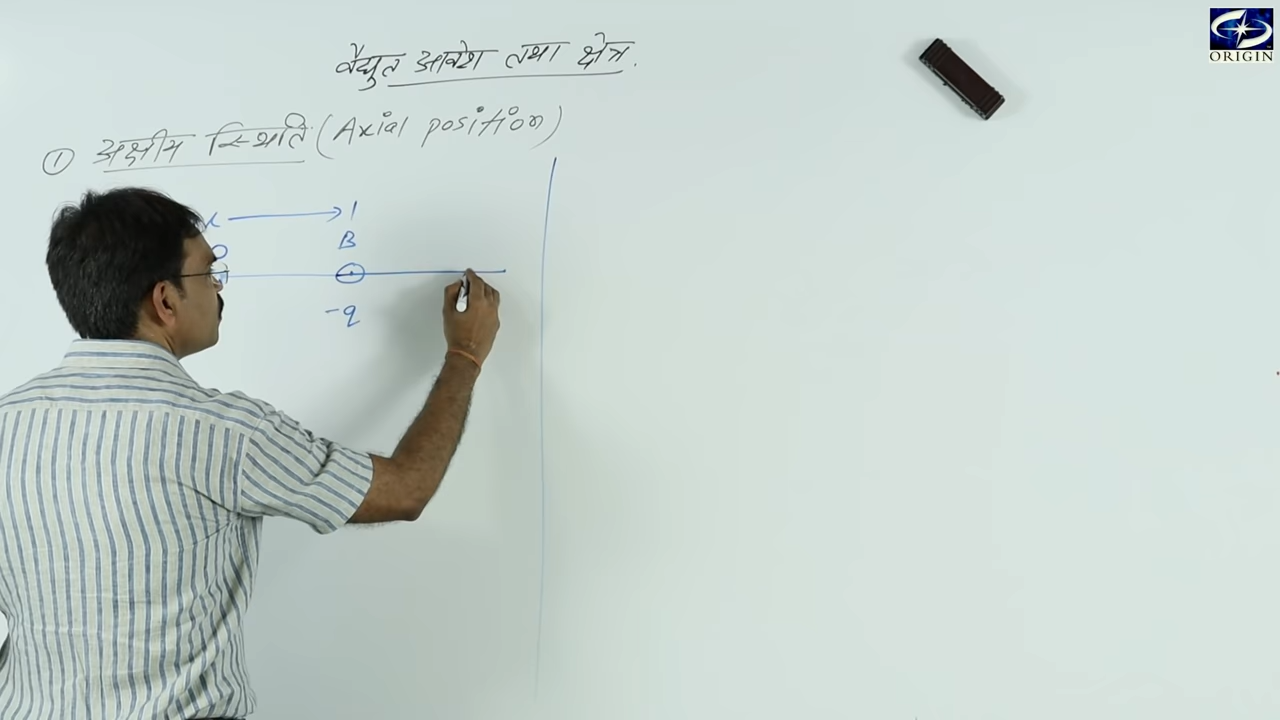 वैद्युत आवेश तथा क्षेत्र.
① अक्षीय स्थिति (Axial position)
B
-q
ORIGIN